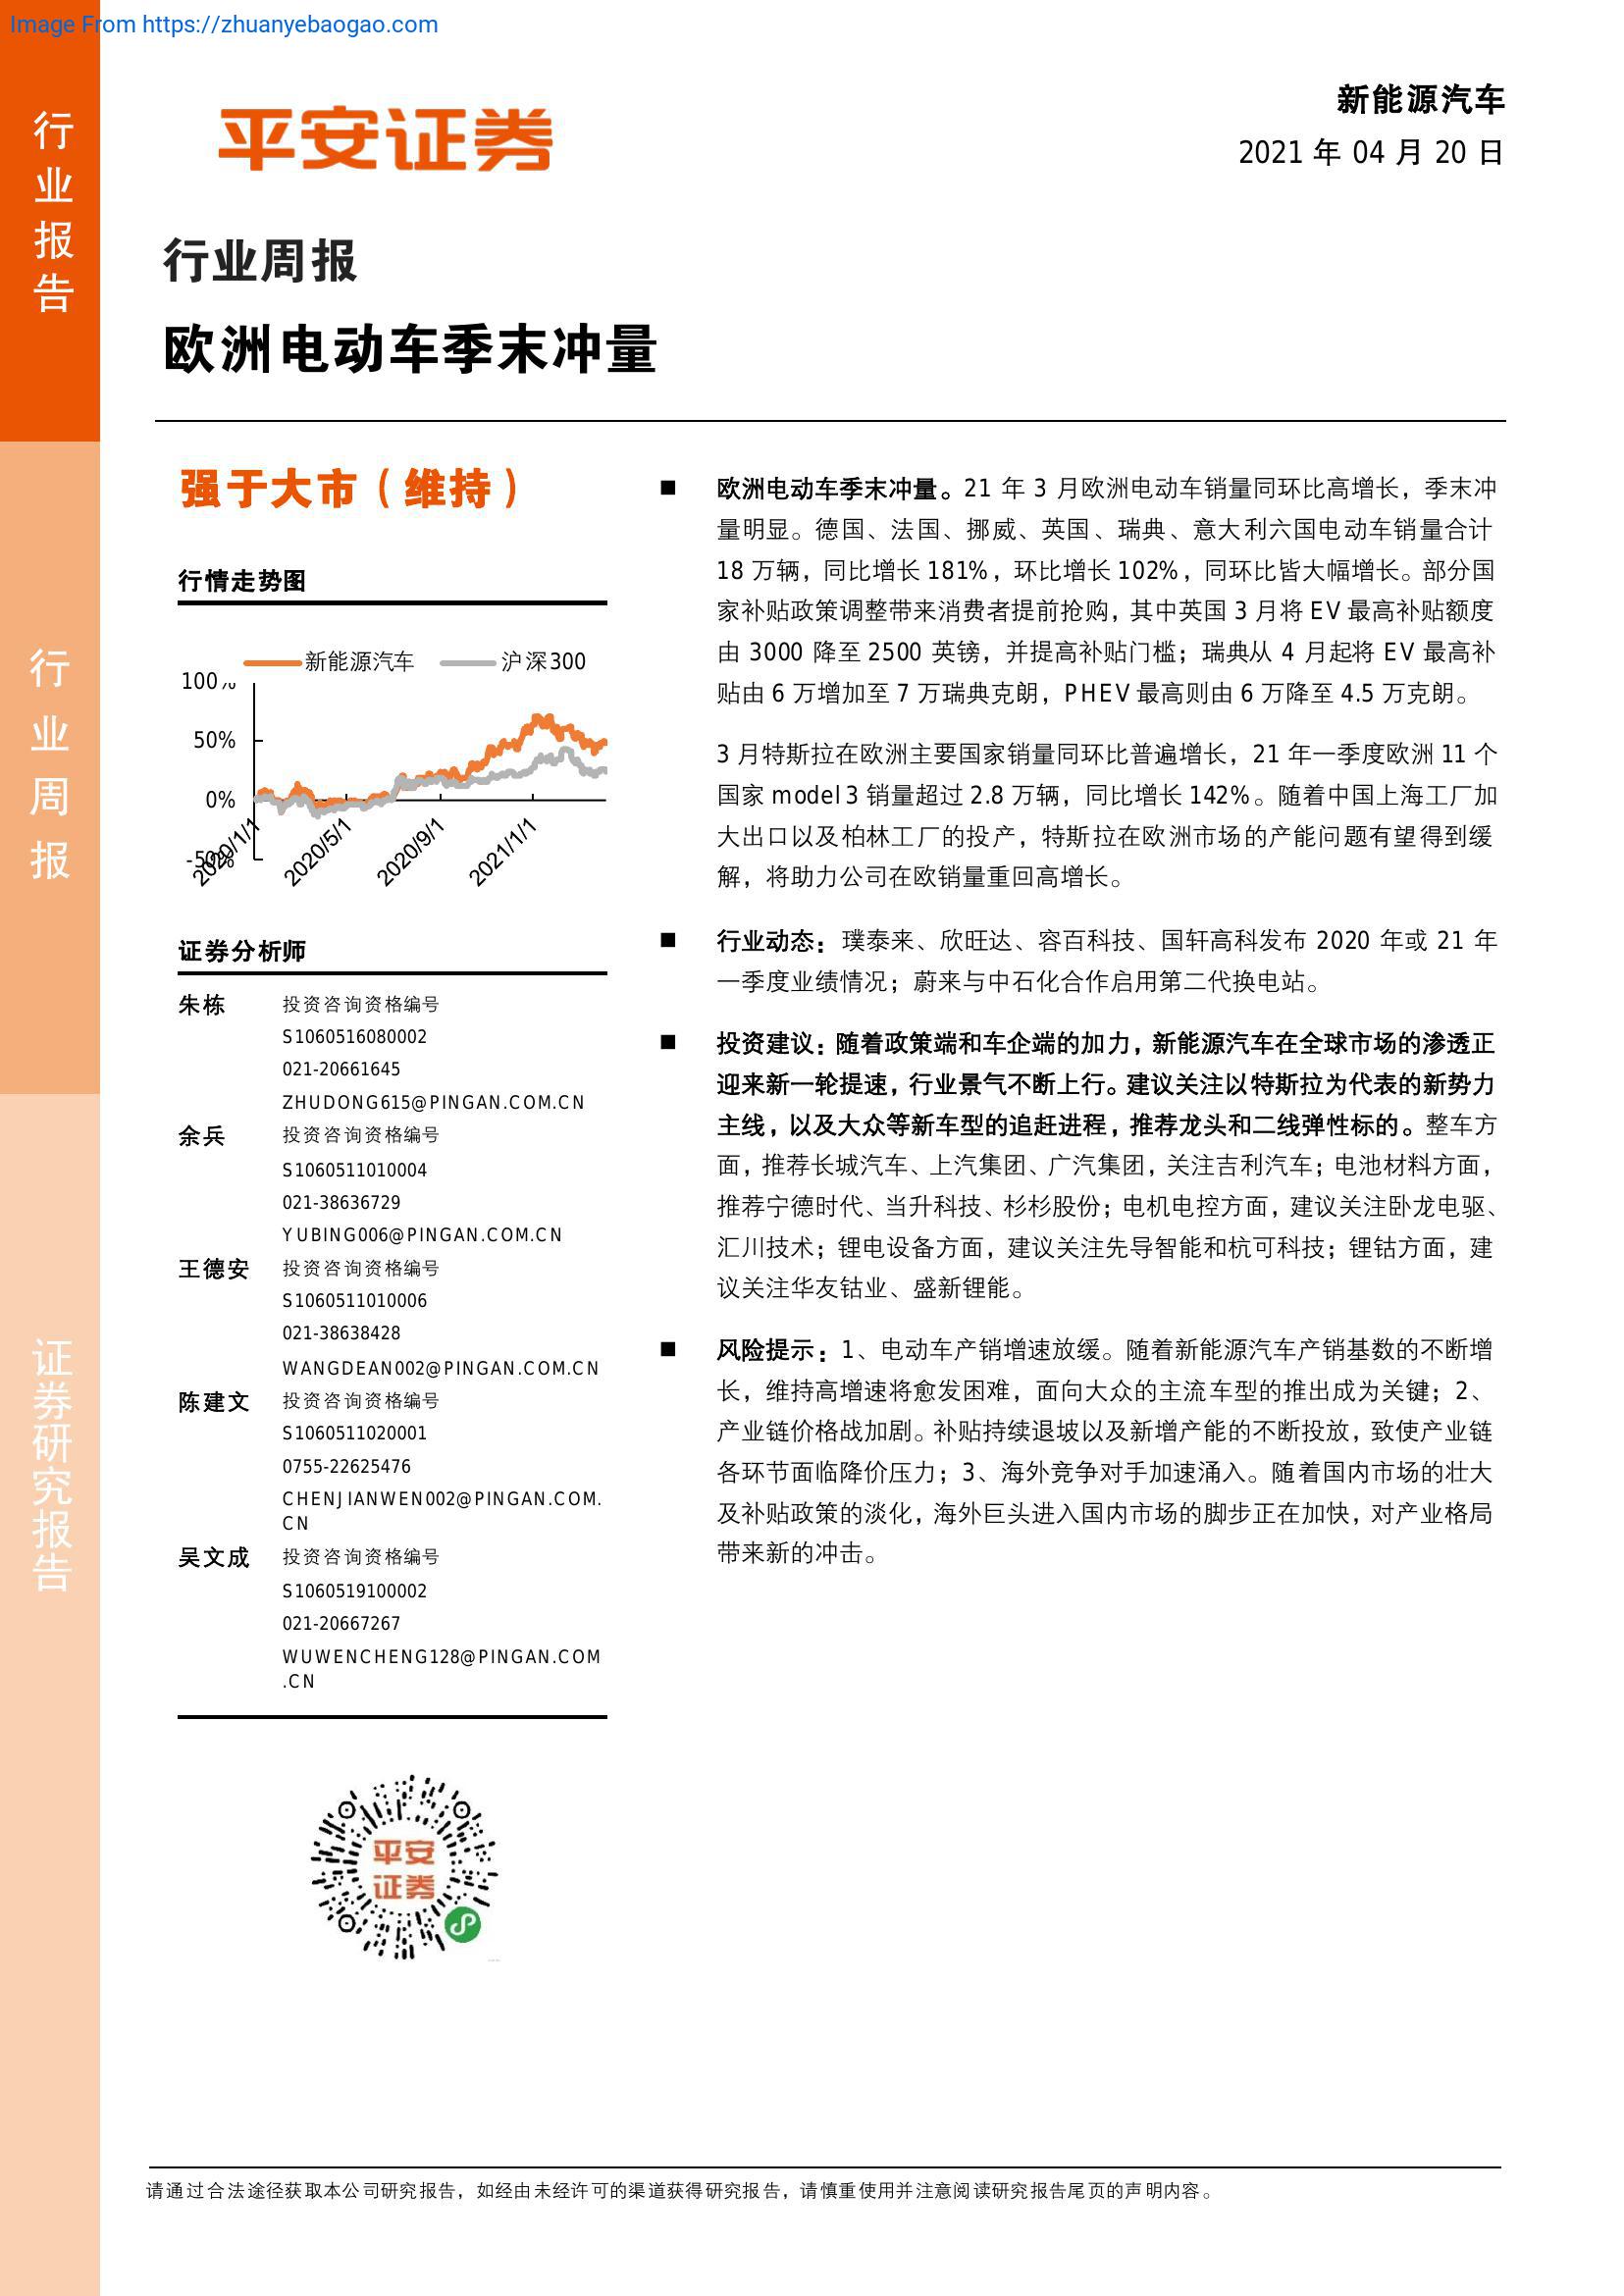 Image From https://zhuanyebaogao.com
行业报告
行业周报
证券研究报告
平安证券
新能源汽车
2021 年 04 月 20 日
行业周报
欧洲电动车季末冲量
强于大市（维持）
行情走势图
新能源汽车 沪深300
100%
50%
0%
-50%
2020/1/1 2020/5/1 2020/9/1 2021/1/1
证券分析师
朱栋 投资咨询资格编号
S1060516080002
021-20661645
ZHUDONG615@PINGAN.COM.CN
余兵 投资咨询资格编号
S1060511010004
021-38636729
YUBING006@PINGAN.COM.CN
王德安 投资咨询资格编号
S1060511010006
021-38638428
WANGDEAN002@PINGAN.COM.CN
陈建文 投资咨询资格编号
S1060511020001
0755-22625476
CHENJIANWEN002@PINGAN.COM.
CN
吴文成 投资咨询资格编号
S1060519100002
021-20667267
WUWENCHENG128@PINGAN.COM
.CN
平安
证券
■ 欧洲电动车季末冲量。21 年 3 月欧洲电动车销量同环比高增长，季末冲
量明显。德国、法国、挪威、英国、瑞典、意大利六国电动车销量合计
18 万辆，同比增长 181%，环比增长 102%，同环比皆大幅增长。部分国
家补贴政策调整带来消费者提前抢购，其中英国 3 月将 EV 最高补贴额度
由 3000 降至 2500 英镑，并提高补贴门槛；瑞典从 4 月起将 EV 最高补
贴由 6 万增加至 7 万瑞典克朗，PHEV 最高则由 6 万降至 4.5 万克朗。
3 月特斯拉在欧洲主要国家销量同环比普遍增长，21 年一季度欧洲 11 个
国家 model 3 销量超过 2.8 万辆，同比增长 142%。随着中国上海工厂加
大出口以及柏林工厂的投产，特斯拉在欧洲市场的产能问题有望得到缓
解，将助力公司在欧销量重回高增长。
■ 行业动态：璞泰来、欣旺达、容百科技、国轩高科发布 2020 年或 21 年
一季度业绩情况；蔚来与中石化合作启用第二代换电站。
■ 投资建议：随着政策端和车企端的加力，新能源汽车在全球市场的渗透正
迎来新一轮提速，行业景气不断上行。建议关注以特斯拉为代表的新势力
主线，以及大众等新车型的追赶进程，推荐龙头和二线弹性标的。整车方
面，推荐长城汽车、上汽集团、广汽集团，关注吉利汽车；电池材料方面，
推荐宁德时代、当升科技、杉杉股份；电机电控方面，建议关注卧龙电驱、
汇川技术；锂电设备方面，建议关注先导智能和杭可科技；锂钴方面，建
议关注华友钴业、盛新锂能。
■ 风险提示：1、电动车产销增速放缓。随着新能源汽车产销基数的不断增
长，维持高增速将愈发困难，面向大众的主流车型的推出成为关键；2、
产业链价格战加剧。补贴持续退坡以及新增产能的不断投放，致使产业链
各环节面临降价压力；3、海外竞争对手加速涌入。随着国内市场的壮大
及补贴政策的淡化，海外巨头进入国内市场的脚步正在加快，对产业格局
带来新的冲击。
请通过合法途径获取本公司研究报告，如经由未经许可的渠道获得研究报告，请慎重使用并注意阅读研究报告尾页的声明内容。